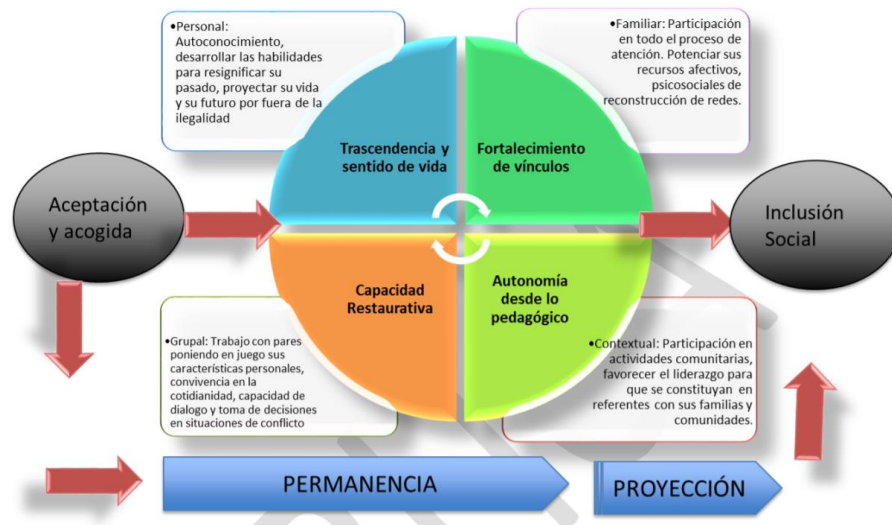 •Personal:
Autoconocimiento,
desarrollar las habilidades
para resignificar su
pasado, proyectar su vida
y su futuro por fuera de la
ilegalidad
•Familiar: Participación
en todo el proceso de
atención. Potenciar sus
recursos afectivos,
psicosociales de
reconstrucción de redes.
Trascendencia y
sentido de vida
Fortalecimiento
de vínculos
Aceptación
y acogida
Inclusión
Social
Capacidad
Restaurativa
Autonomía
desde lo
pedagógico
•Grupal: Trabajo con pares
poniendo en juego sus
características personales,
convivencia en la
cotidianidad, capacidad de
dialogo y toma de decisiones
en situaciones de conflicto
•Contextual: Participación en
actividades comunitarias,
favorecer el liderazgo para
que se constituyan en
referentes con sus familias y
comunidades.
PERMANENCIA
PROYECCIÓN